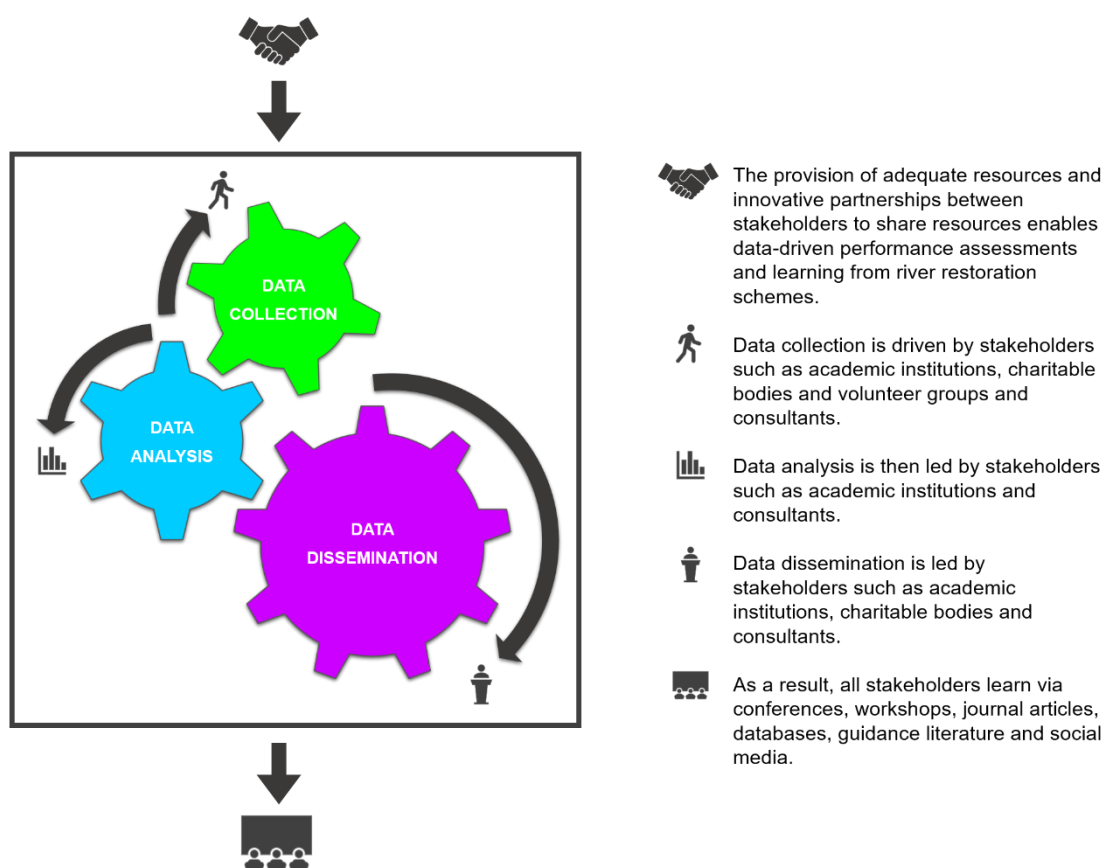 DATA
COLLECTION
DATA
ANALYSIS
DATA
DISSEMINATION
The provision of adequate resources and
innovative partnerships between
stakeholders to share resources enables
data-driven performance assessments
and learning from river restoration
schemes.
Data collection is driven by stakeholders
such as academic institutions, charitable
bodies and volunteer groups and
consultants.
Data analysis is then led by stakeholders
such as academic institutions and
consultants.
Data dissemination is led by
stakeholders such as academic
institutions, charitable bodies and
consultants.
As a result, all stakeholders learn via
conferences, workshops, journal articles,
databases, guidance literature and social
media.